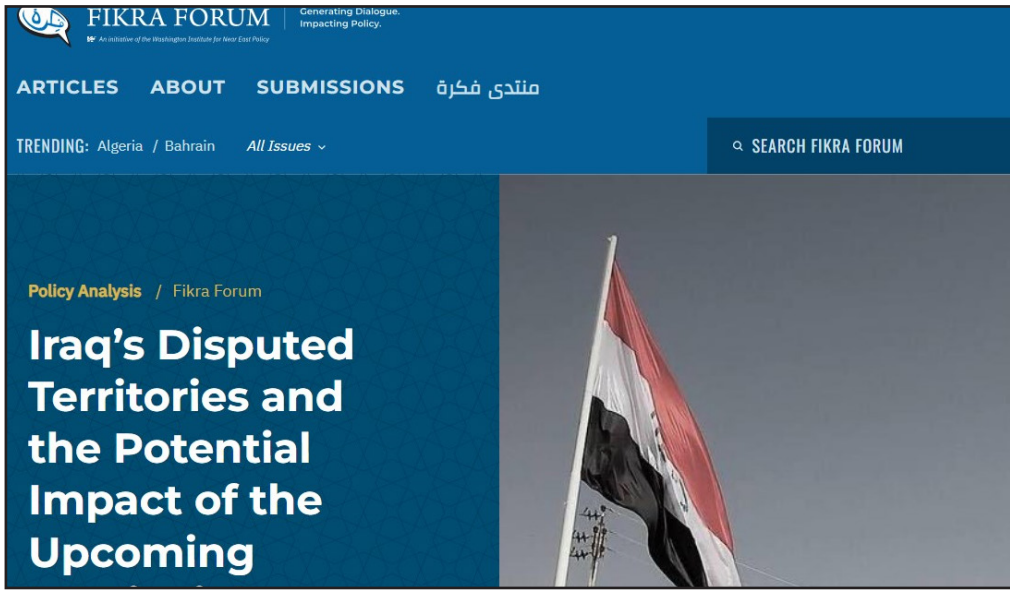 فكرة
FIKRA FORUM
Generating Dialogue.
Impacting Policy.
An initiative of the Washington Institute for Near East Policy
ARTICLES ABOUT SUBMISSIONS منتدى فكرة
TRENDING: Algeria / Bahrain All Issues
SEARCH FIKRA FORUM
Policy Analysis / Fikra Forum
Iraq’s Disputed
Territories and
the Potential
Impact of the
Upcoming